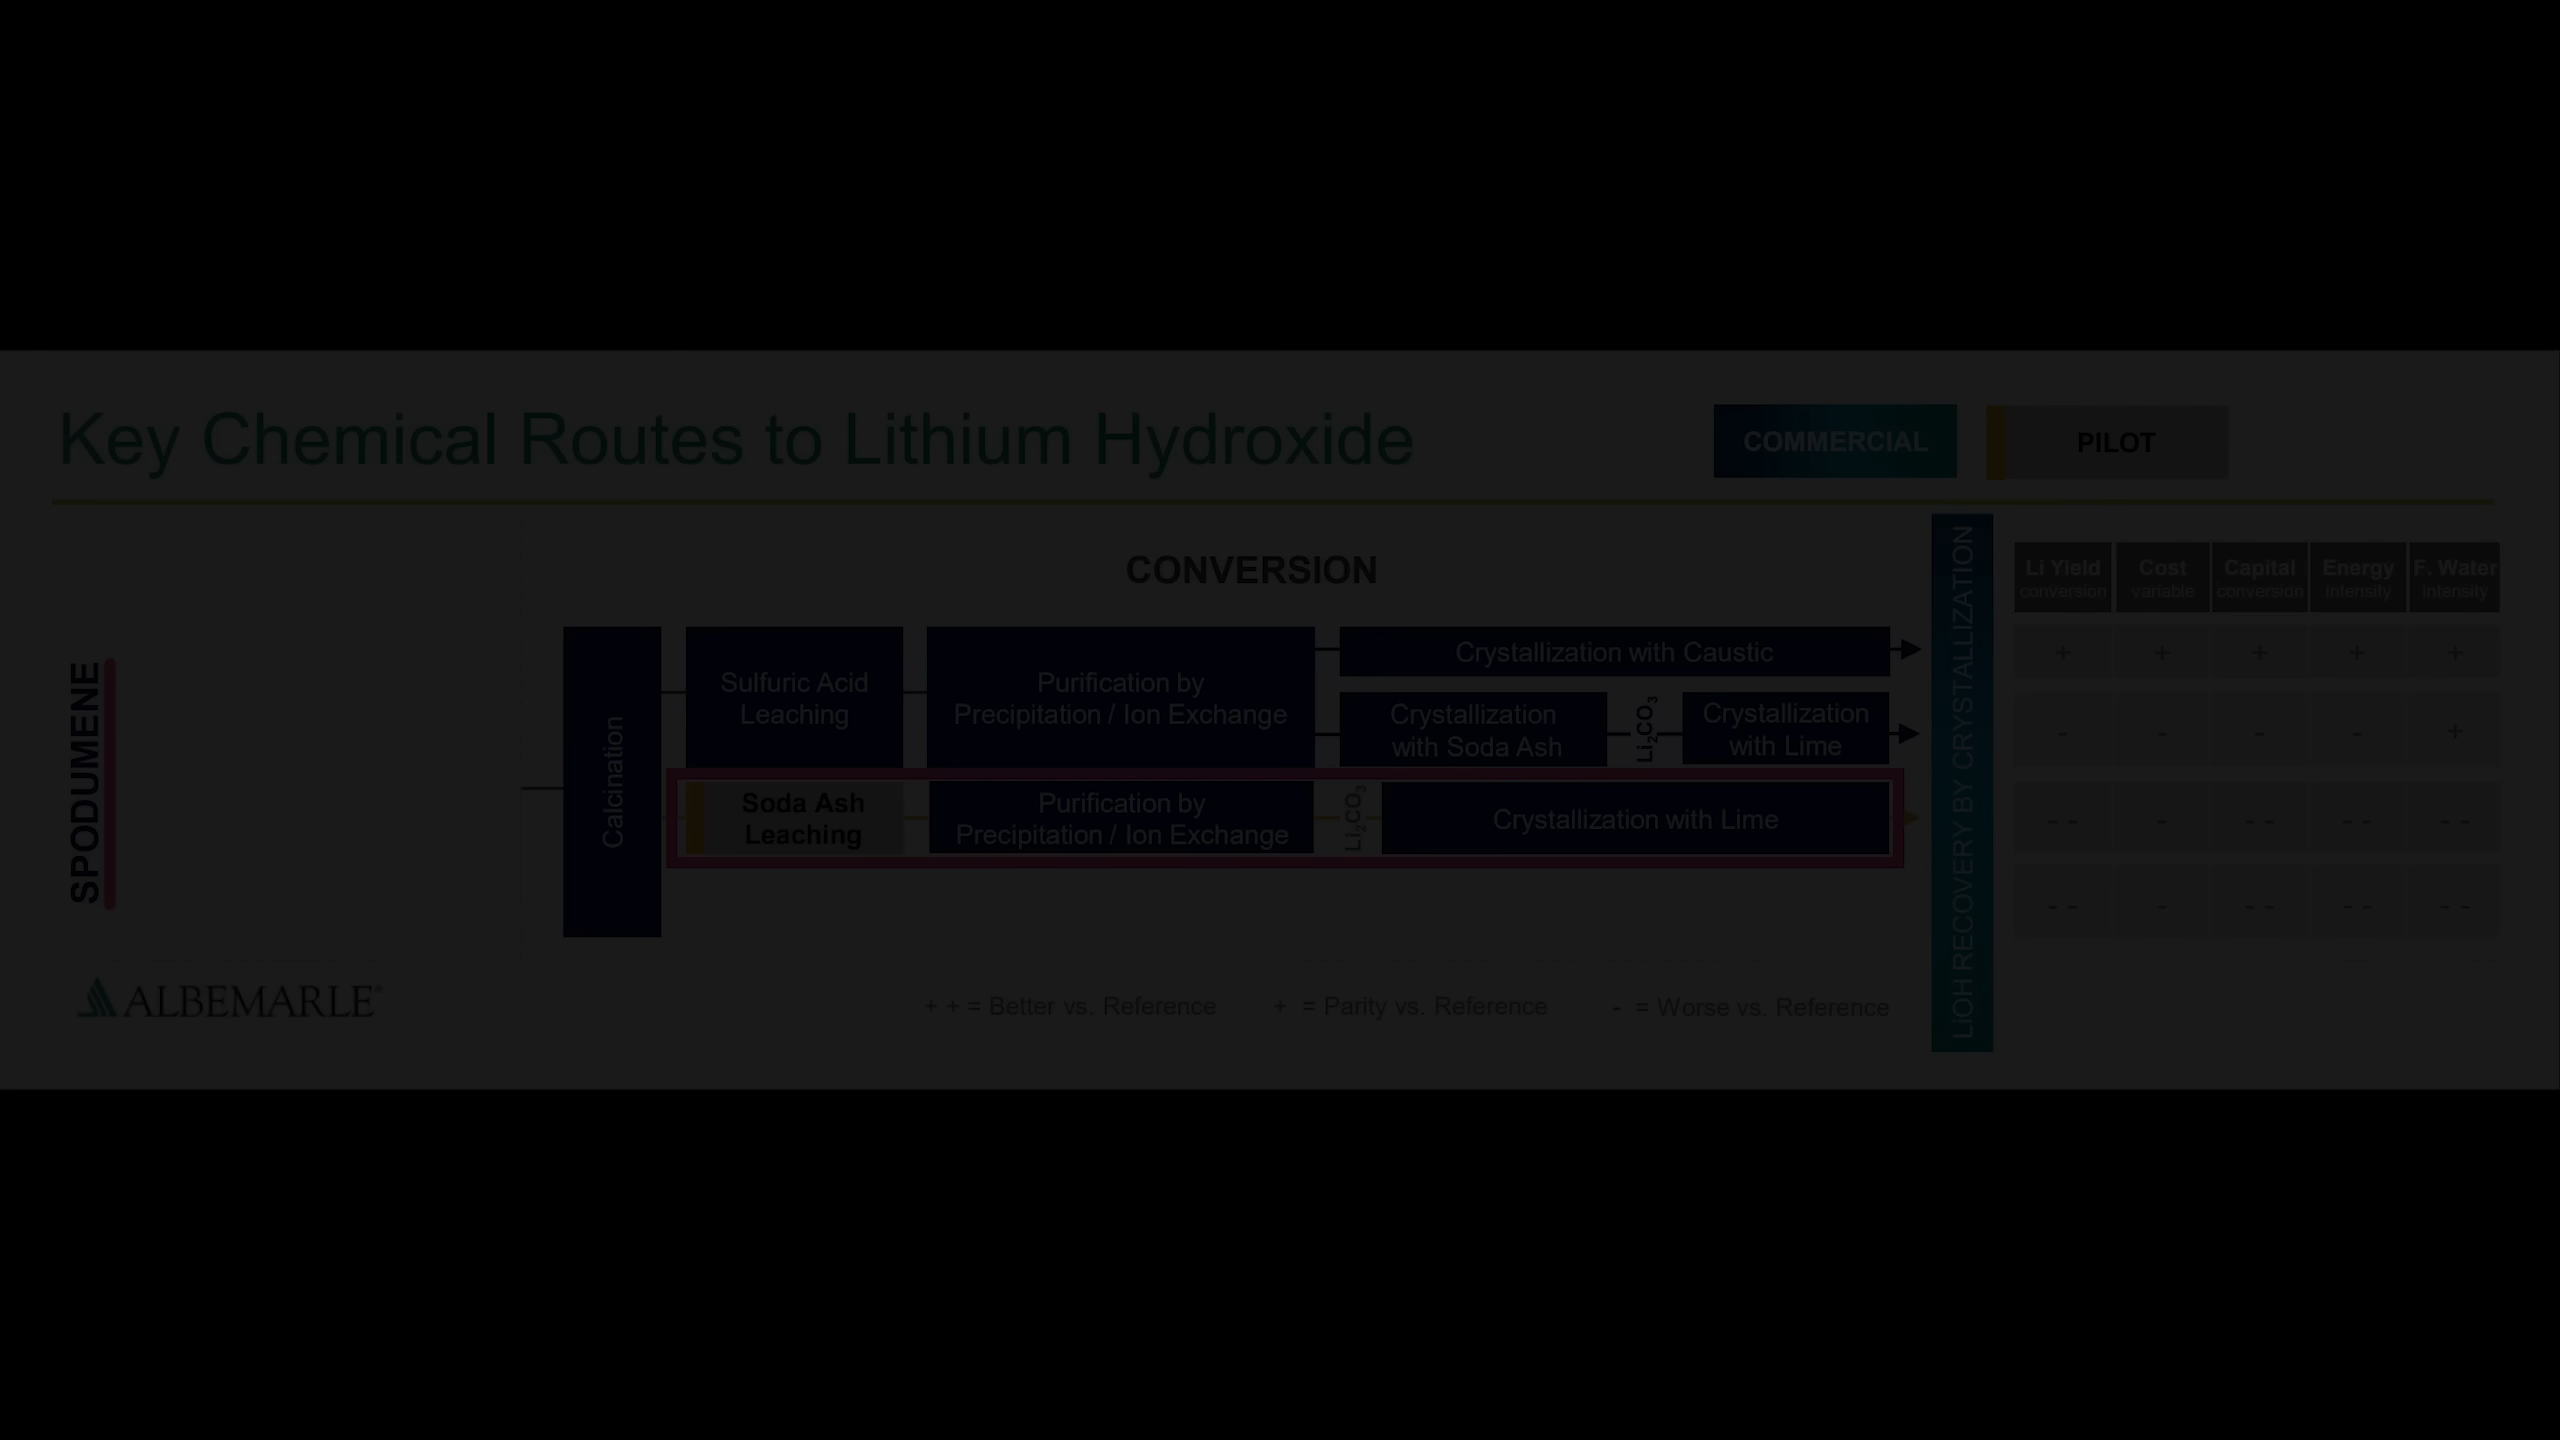 Key Chemical Routes to Lithium Hydroxide
COMMERCIAL
PILOT
CONVERSION
SPODUMENE
Calcination
Sulfuric Acid
Leaching
Purification by
Precipitation / Ion Exchange
Crystallization with Caustic
Crystallization
with Soda Ash
Li₂CO₃
Crystallization
with Lime
Soda Ash
Leaching
Purification by
Precipitation / Ion Exchange
Li₂CO₃
Crystallization with Lime
LiOH RECOVERY BY CRYSTALLIZATION
Li Yield
conversion
Cost
variable
Capital
conversion
Energy
intensity
F. Water
intensity
+ + + + +
- - - - +
- - - - - - - - -
- - - - - - - - -
ALBEMARLE®
+ + = Better vs. Reference
+ = Parity vs. Reference
- = Worse vs. Reference